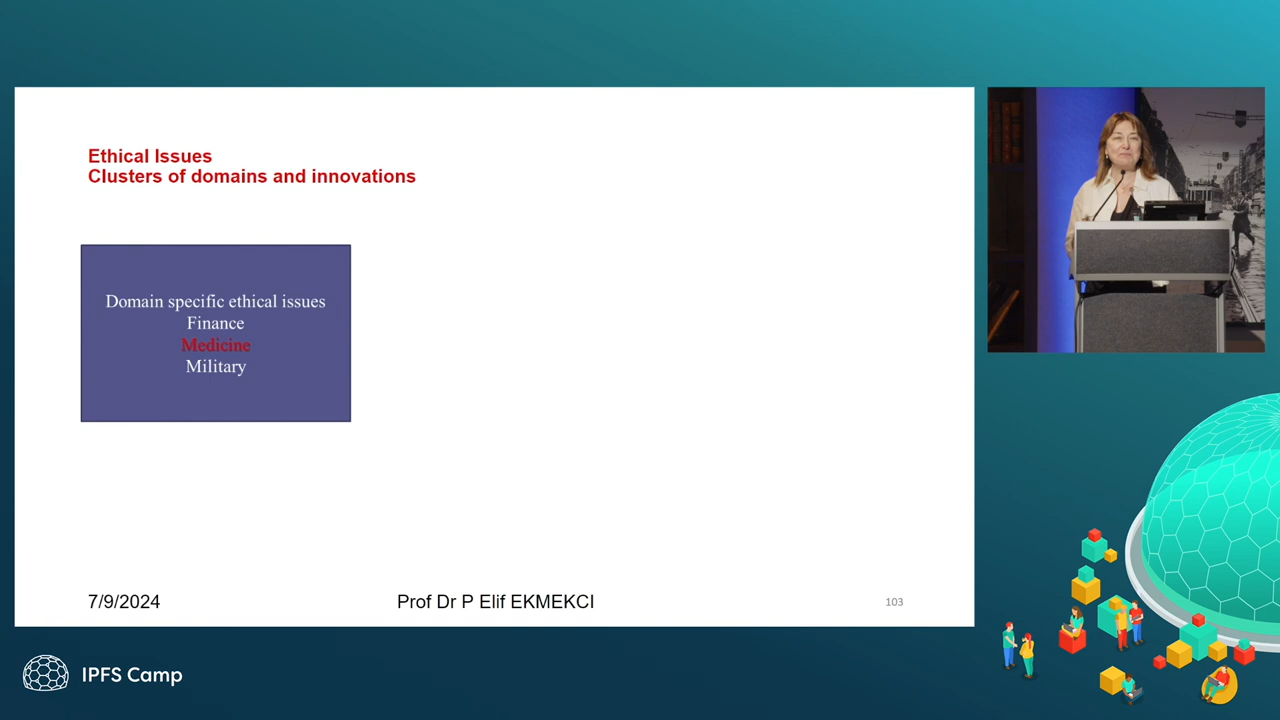 Ethical Issues
Clusters of domains and innovations
Domain specific ethical issues
Finance
Medicine
Military
7/9/2024
Prof Dr P Elif EKMEKCI
103
IPFS Camp